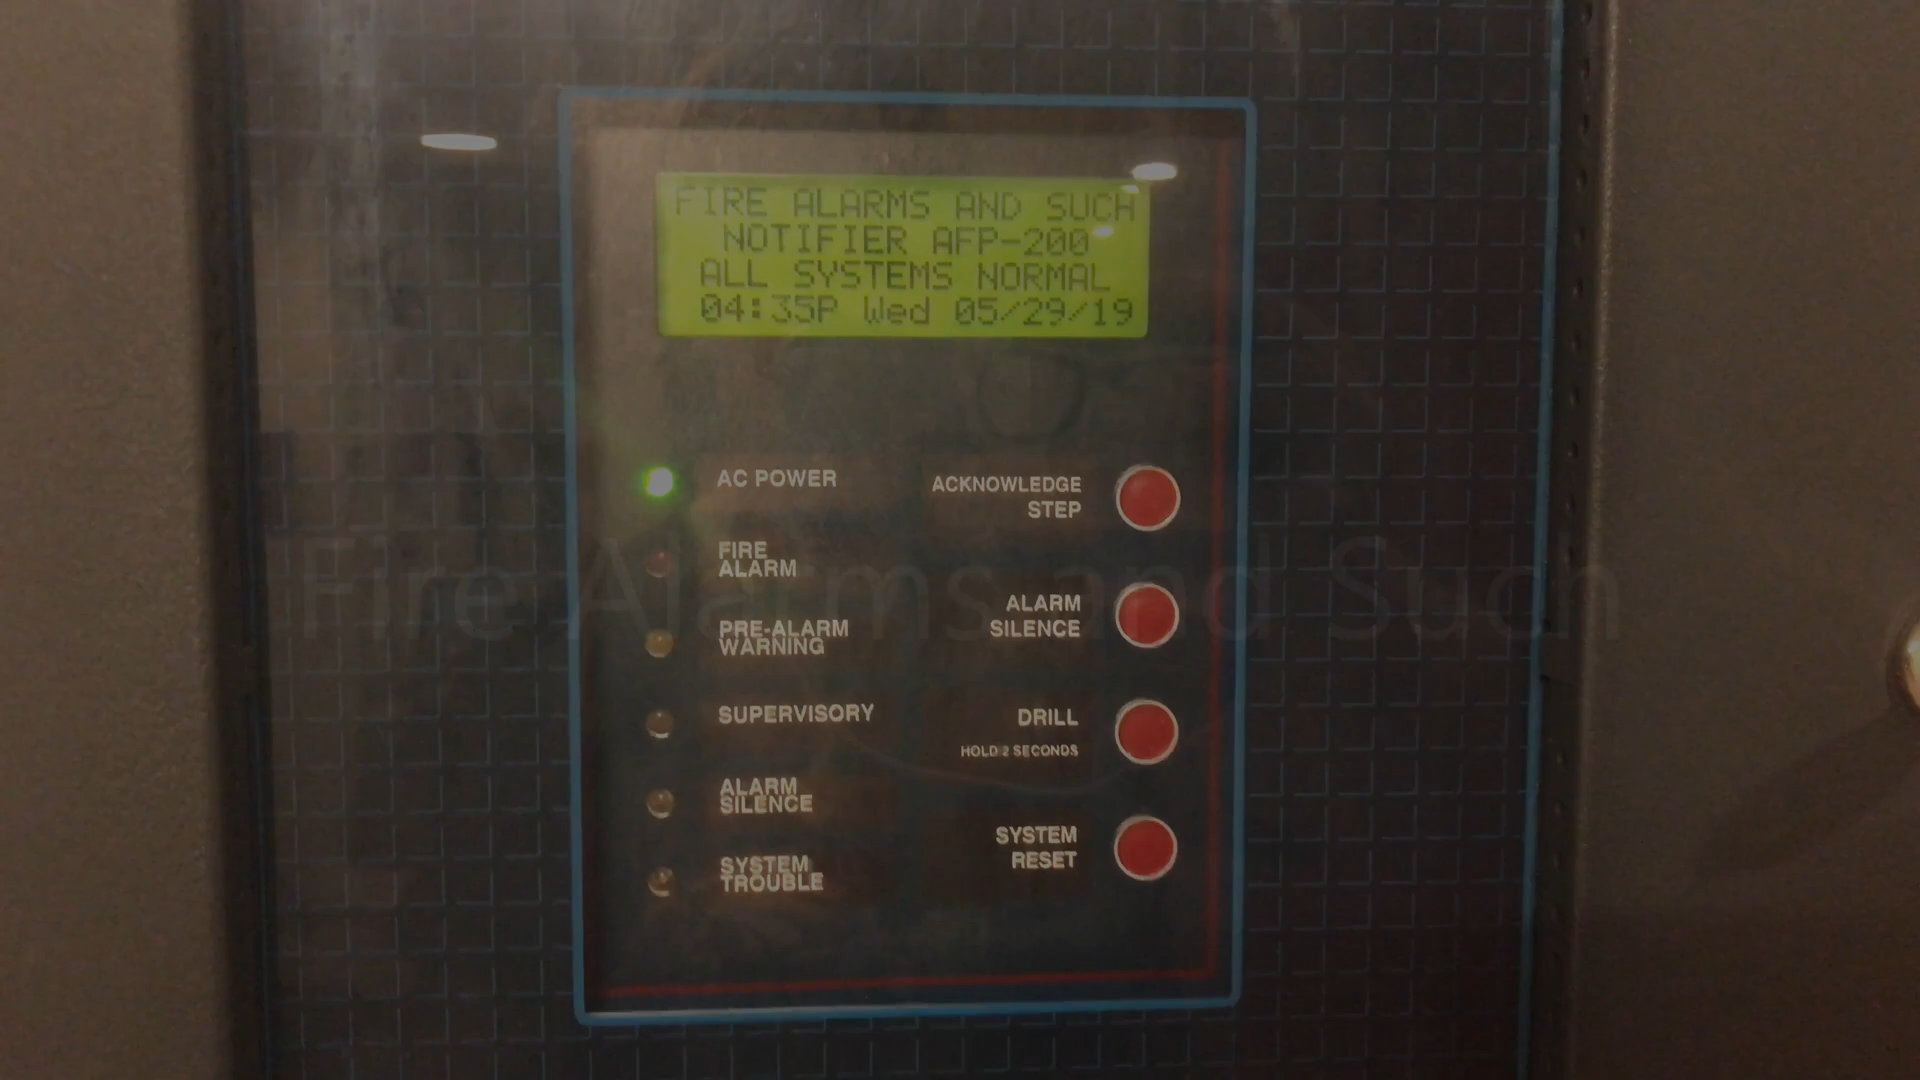 FIRE ALARMS AND SUCH
NOTIFIER AFP-200
ALL SYSTEMS NORMAL
04:35P Wed 05/29/19
AC POWER
FIRE
ALARM
PRE-ALARM
WARNING
SUPERVISORY
ALARM
SILENCE
SYSTEM
TROUBLE
ACKNOWLEDGE
STEP
ALARM
SILENCE
DRILL
HOLD 2 SECONDS
SYSTEM
RESET
Fire Alarms and Such